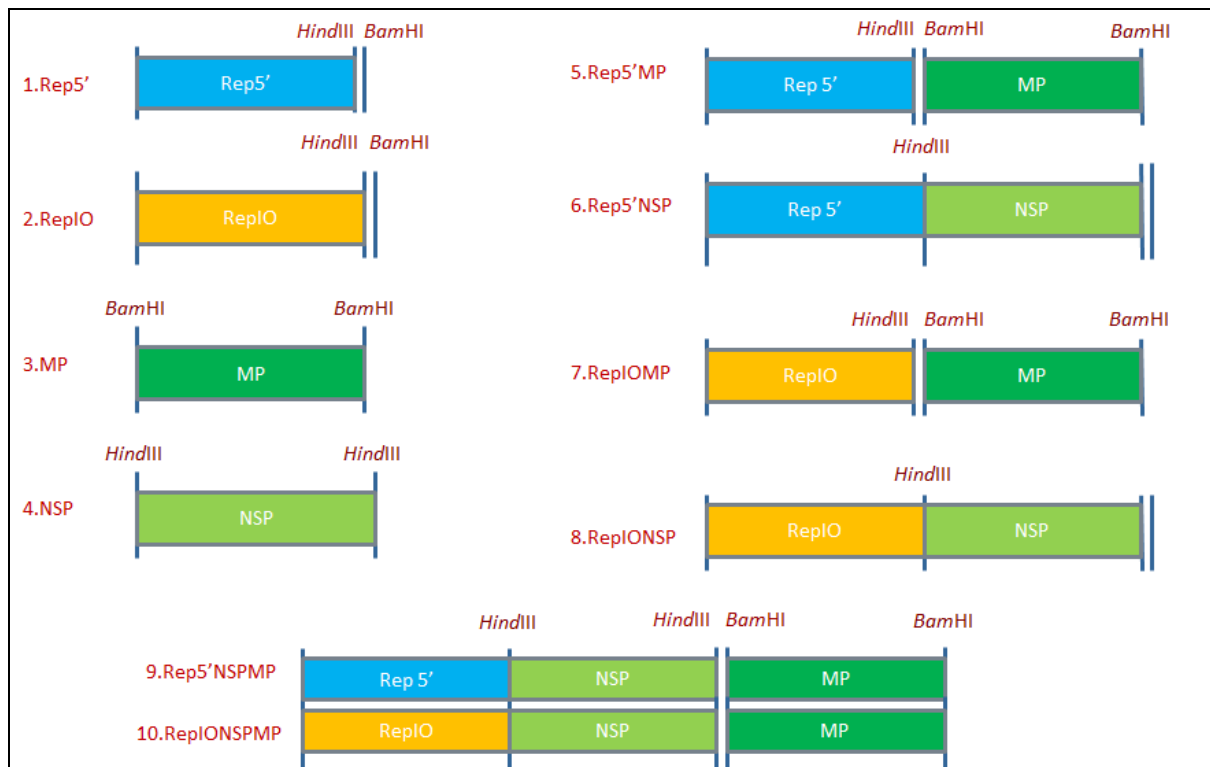 HindIII BamHI
1.Rep5'
Rep5'
HindIII BamHI
2.RepIO
RepIO
BamHI BamHI
3.MP
MP
HindIII HindIII
4.NSP
NSP
HindIII BamHI BamHI
5.Rep5'MP
Rep 5' MP
HindIII
6.Rep5'NSP
Rep 5' NSP
HindIII BamHI BamHI
7.RepIOMP
RepIO MP
HindIII
8.RepIONSP
RepIO NSP
HindIII HindIII BamHI BamHI
9.Rep5'NSPMP
Rep 5' NSP MP
10.RepIONSPMP
RepIO NSP MP